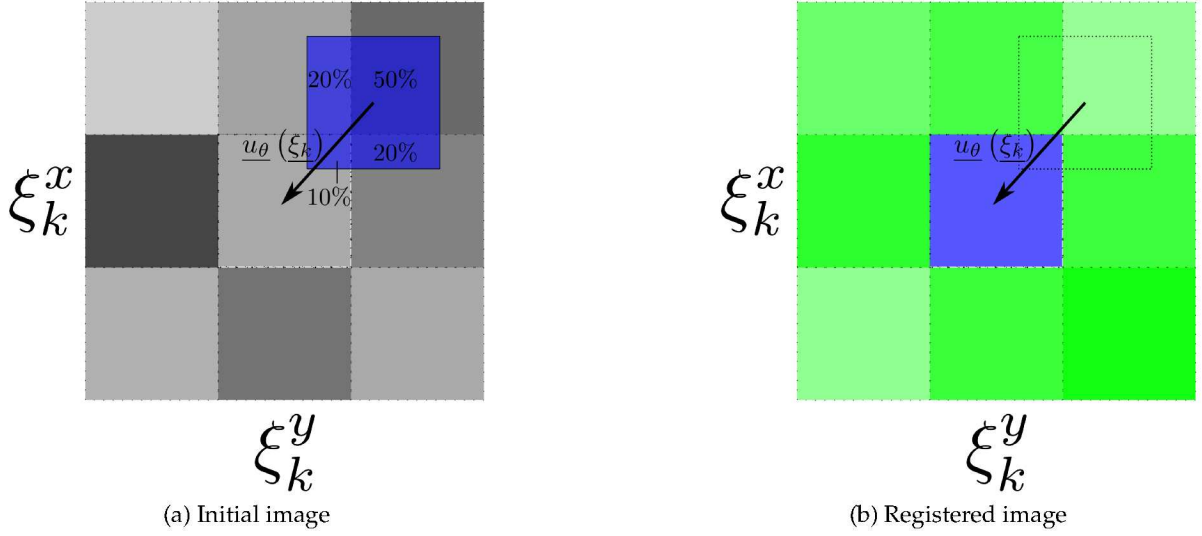 20% 50%
u_θ (ξ_k)
20%
10%
ξ_k^x
ξ_k^y
(a) Initial image
u_θ (ξ_k)
ξ_k^x
ξ_k^y
(b) Registered image